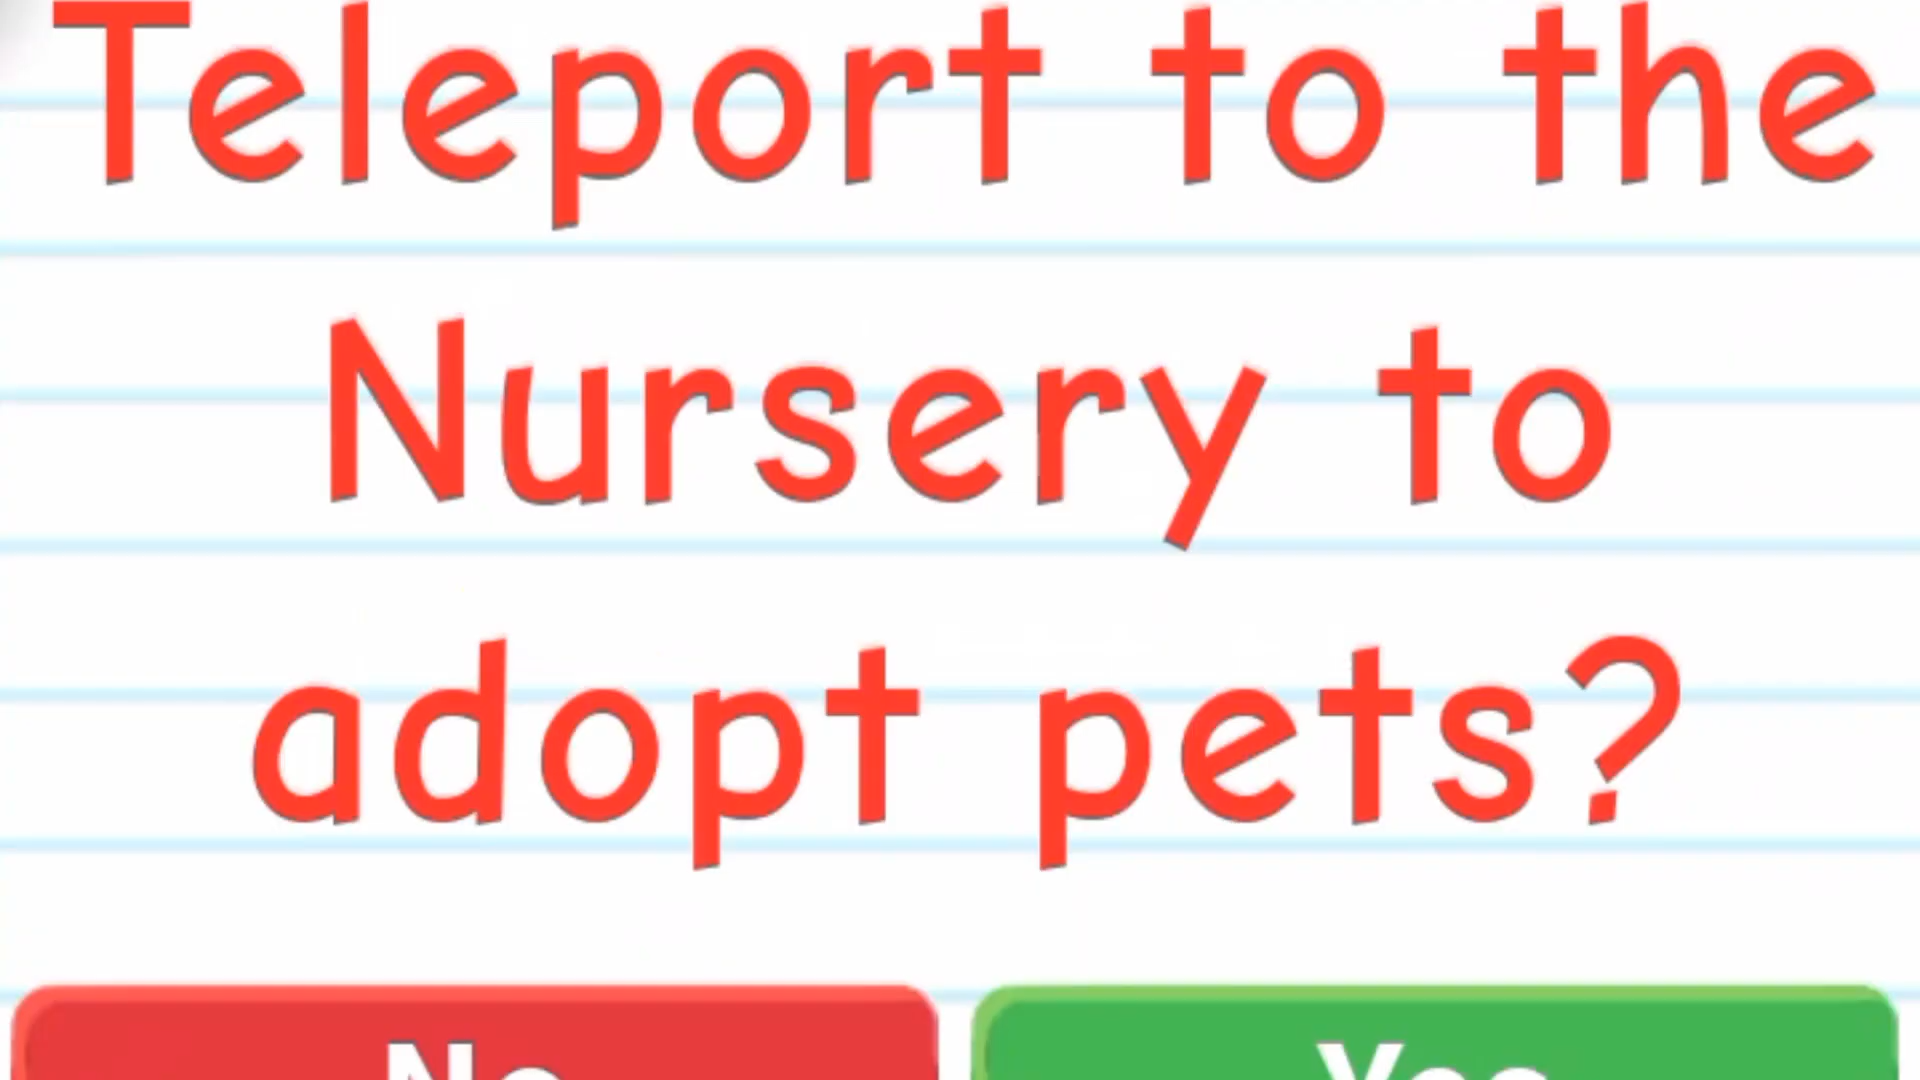 Teleport to the
Nursery to
adopt pets?
No Yes